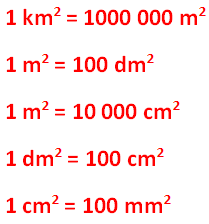 1 km² = 1000 000 m²
1 m² = 100 dm²
1 m² = 10 000 cm²
1 dm² = 100 cm²
1 cm² = 100 mm²